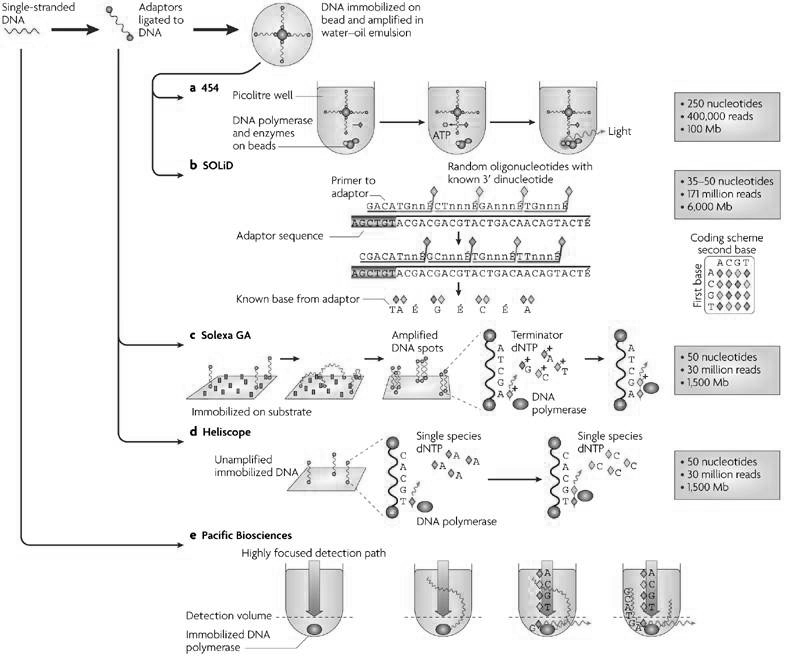 Single-stranded
DNA
Adaptors
ligated to
DNA
DNA immobilized on
bead and amplified in
water–oil emulsion
a 454
Picolitre well
DNA polymerase
and enzymes
on beads
ATP
Light
• 250 nucleotides
• 400,000 reads
• 100 Mb
b SOLiD
Primer to
adaptor
Random oligonucleotides with
known 3′ dinucleotide
GACATGnnÉCTnnnÉGAnnnÉTGnnnÉ
AGCTGTACGACGACGTACTGACAACAGTACTÉ
Adaptor sequence
CGACATnnÉGCnnnÉTGnnnÉTTnnnÉ
AGCTGTACGACGACGTACTGACAACAGTACTÉ
Known base from adaptor
TA É G É C É A
• 35–50 nucleotides
• 171 million reads
• 6,000 Mb
Coding scheme
second base
A C G T
First base
A
C
G
T
c Solexa GA
Immobilized on substrate
Amplified
DNA spots
A
T
C
G
A
Terminator
dNTP
G
A
C
T
DNA
polymerase
A
T
C
G
A
• 50 nucleotides
• 30 million reads
• 1,500 Mb
d Heliscope
Unamplified
immobilized DNA
C
A
C
G
T
Single species
dNTP
A
A
A
A
DNA polymerase
C
A
C
G
T
Single species
dNTP
C
C
C
C
• 50 nucleotides
• 30 million reads
• 1,500 Mb
e Pacific Biosciences
Highly focused detection path
Detection volume
Immobilized DNA
polymerase
A
C
G
T
G
A
C
G
T
G A